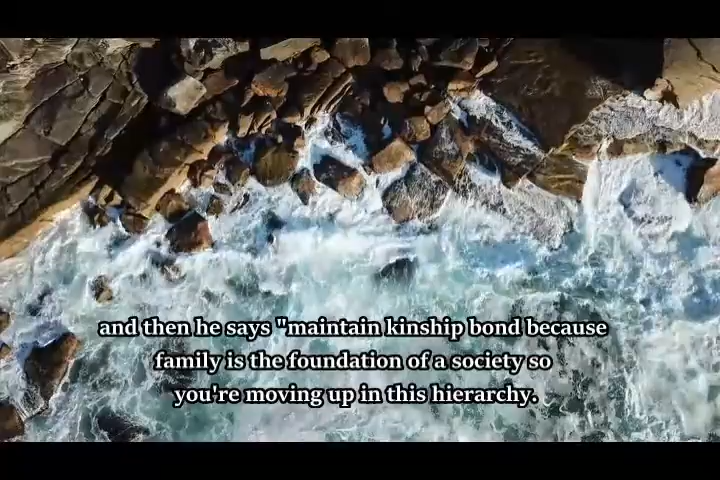 and then he says "maintain kinship bond because
family is the foundation of a society so
you're moving up in this hierarchy.